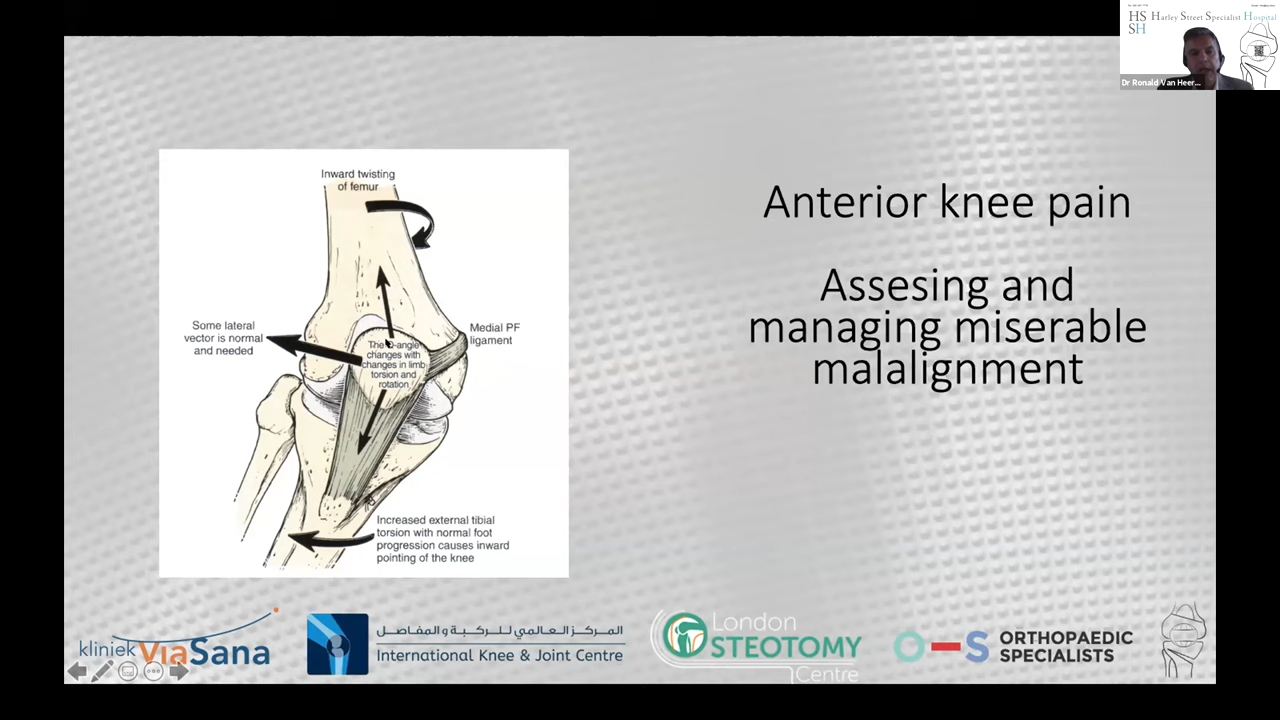 HS Harley Street Specialist Hospital
SH
Dr Ronald Van Heer...
Inward twisting
of femur
Some lateral
vector is normal
and needed
Medial PF
ligament
The Q-angle
changes with
changes in limb
torsion and
rotation
Increased external tibial
torsion with normal foot
progression causes inward
pointing of the knee
Anterior knee pain
Assesing and
managing miserable
malalignment
kliniek ViaSana
المركز العالمي للركبة و المفاصل
International Knee & Joint Centre
London
STEOTOMY
Centre
O-S ORTHOPAEDIC
SPECIALISTS